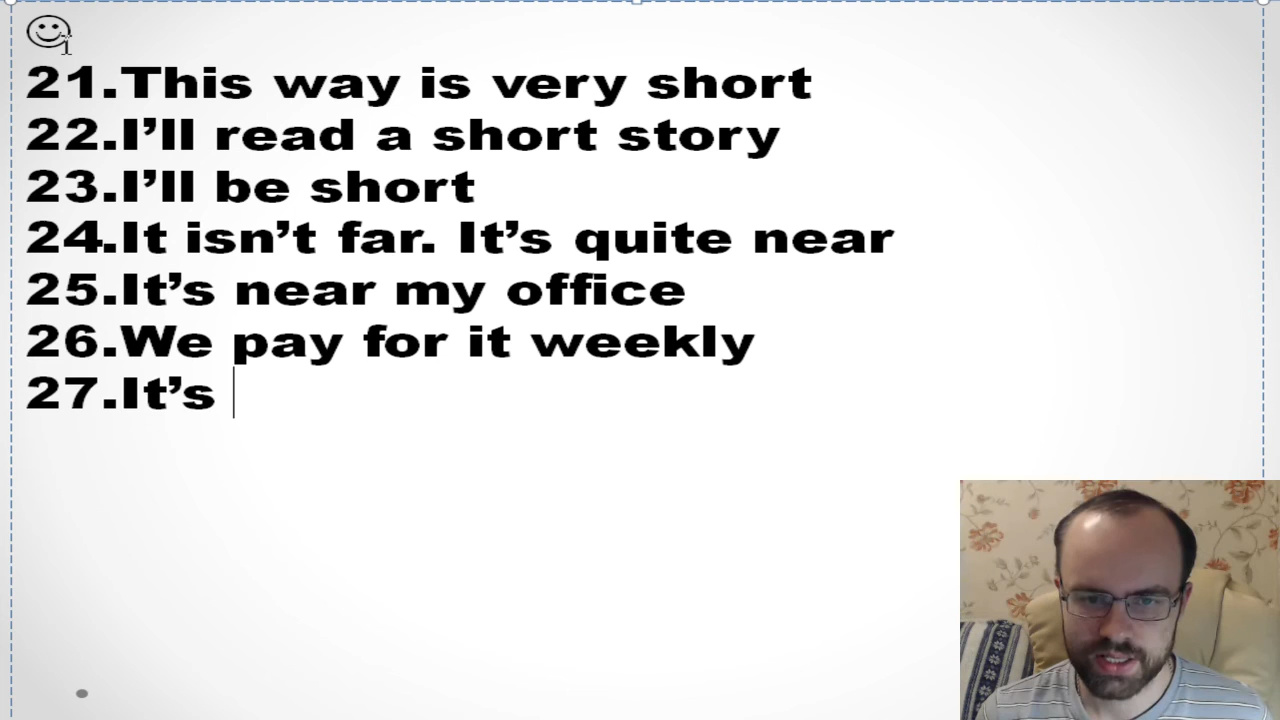 21.This way is very short
22.I’ll read a short story
23.I’ll be short
24.It isn’t far. It’s quite near
25.It’s near my office
26.We pay for it weekly
27.It’s